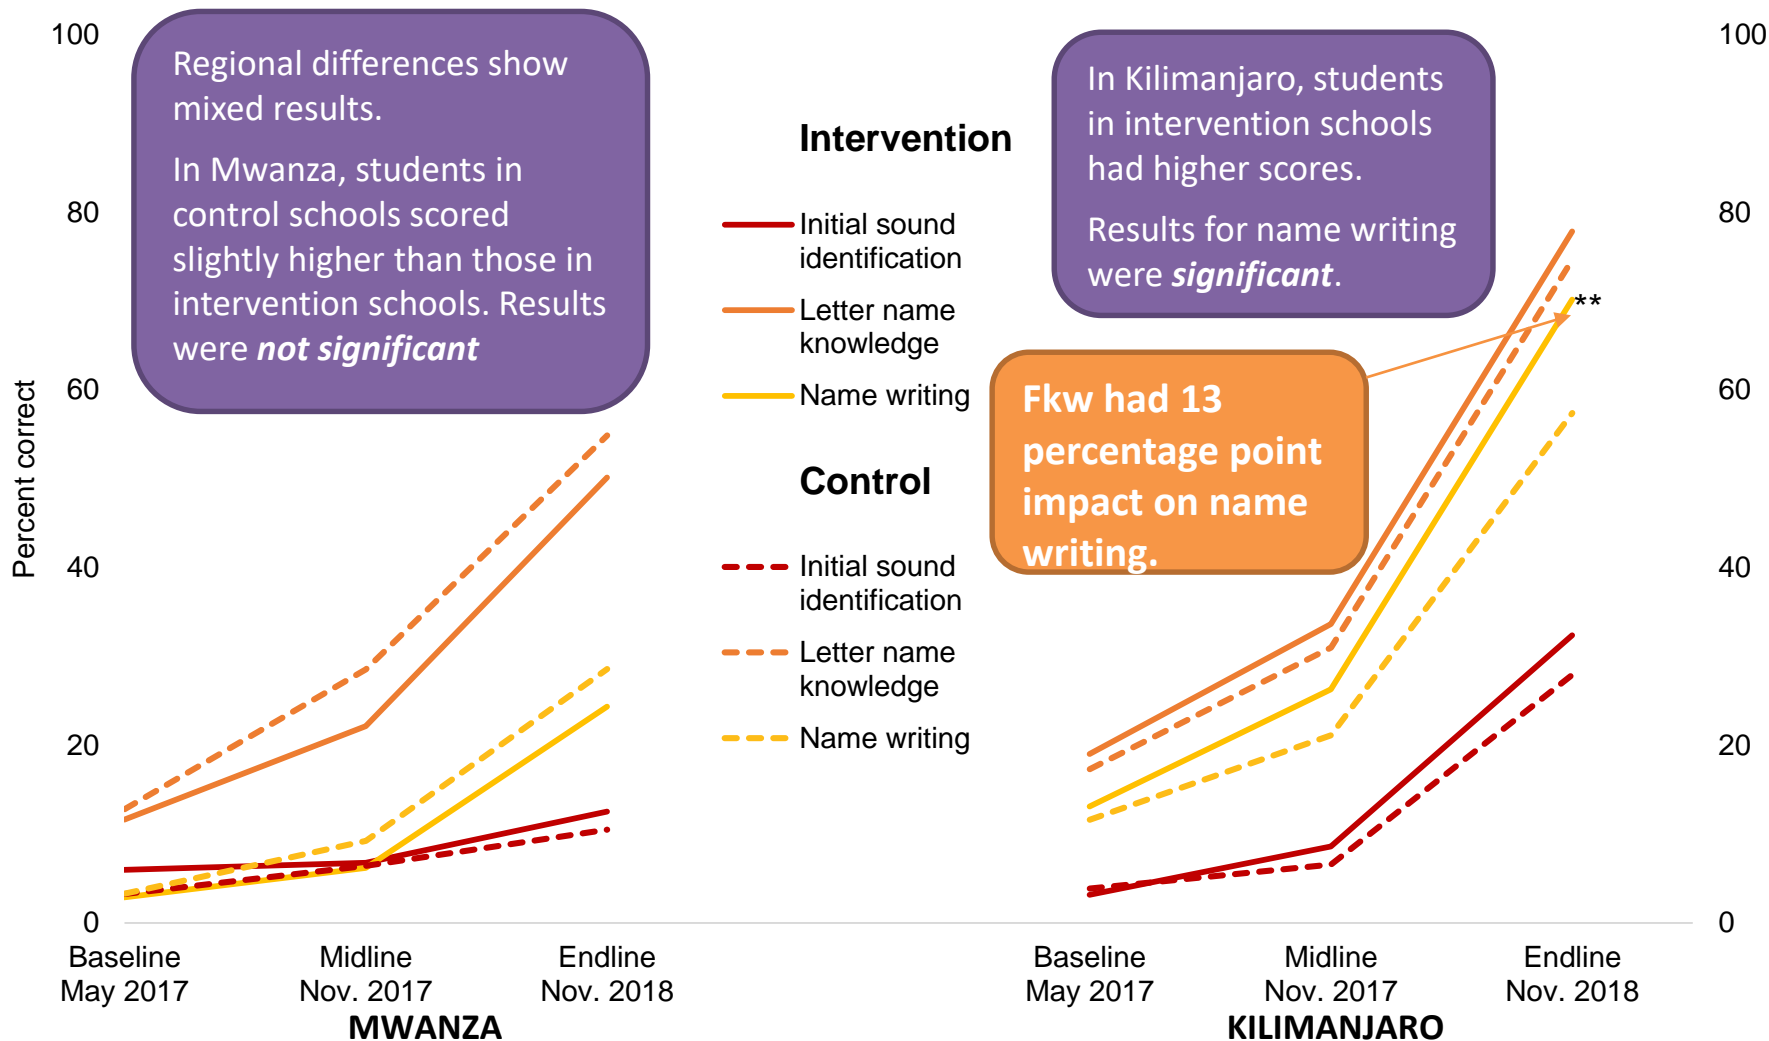 100
80
60
40
20
0
Percent correct
Regional differences show
mixed results.
In Mwanza, students in
control schools scored
slightly higher than those in
intervention schools. Results
were not significant
Baseline
May 2017
Midline
Nov. 2017
Endline
Nov. 2018
MWANZA
Intervention
Initial sound
identification
Letter name
knowledge
Name writing
Control
Initial sound
identification
Letter name
knowledge
Name writing
In Kilimanjaro, students
in intervention schools
had higher scores.
Results for name writing
were significant.
Fkw had 13
percentage point
impact on name
writing.
**
100
80
60
40
20
0
Baseline
May 2017
Midline
Nov. 2017
Endline
Nov. 2018
KILIMANJARO